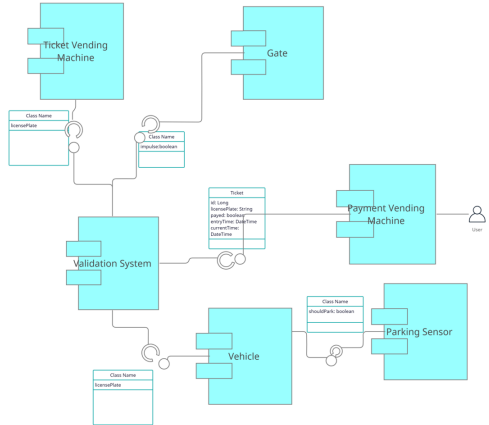 Ticket Vending
Machine
Gate
Class Name
licensePlate
Class Name
impulse:boolean
Ticket
id: Long
licensePlate: String
payed: boolean
entryTime: DateTime
currentTime:
DateTime
Payment Vending
Machine
User
Validation System
Class Name
shouldPark: boolean
Parking Sensor
Vehicle
Class Name
licensePlate